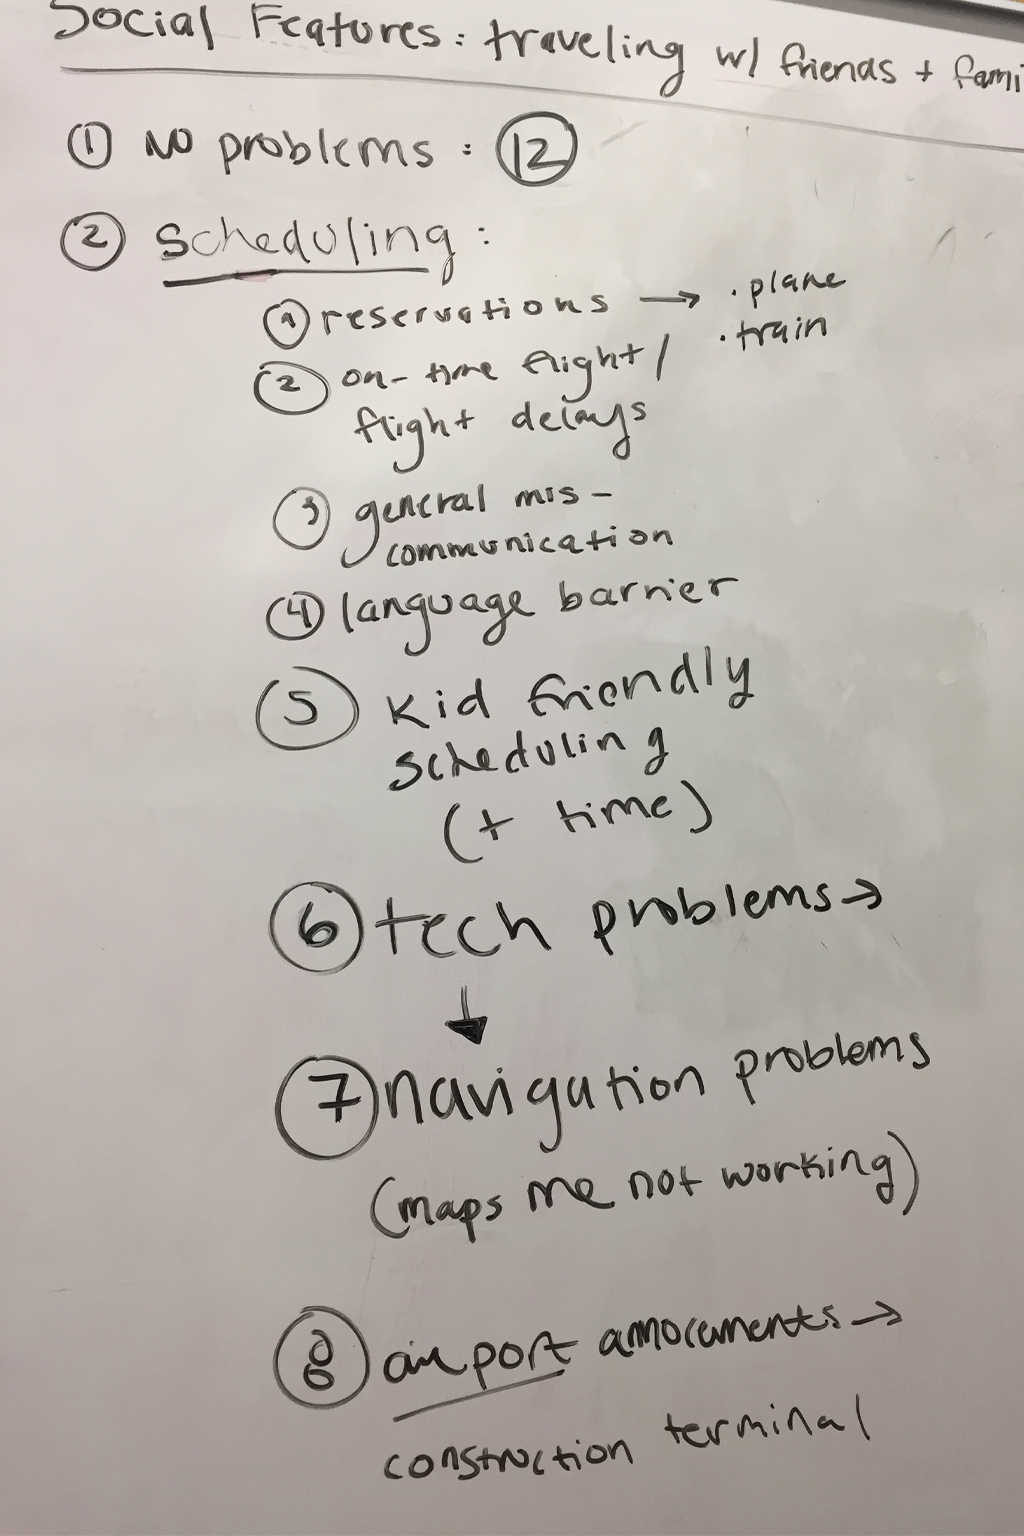 Social Features: traveling w/ friends + fami
① No problems: ⑫
② scheduling:
① reservations → · plane
· train
② on-time flight/
flight delays
③ general mis-
communication
④ language barrier
⑤ Kid friendly
scheduling
(+ time)
⑥ tech problems →
↓
⑦ navigation problems
(maps me not working)
⑧ airport annocuments →
construction terminal